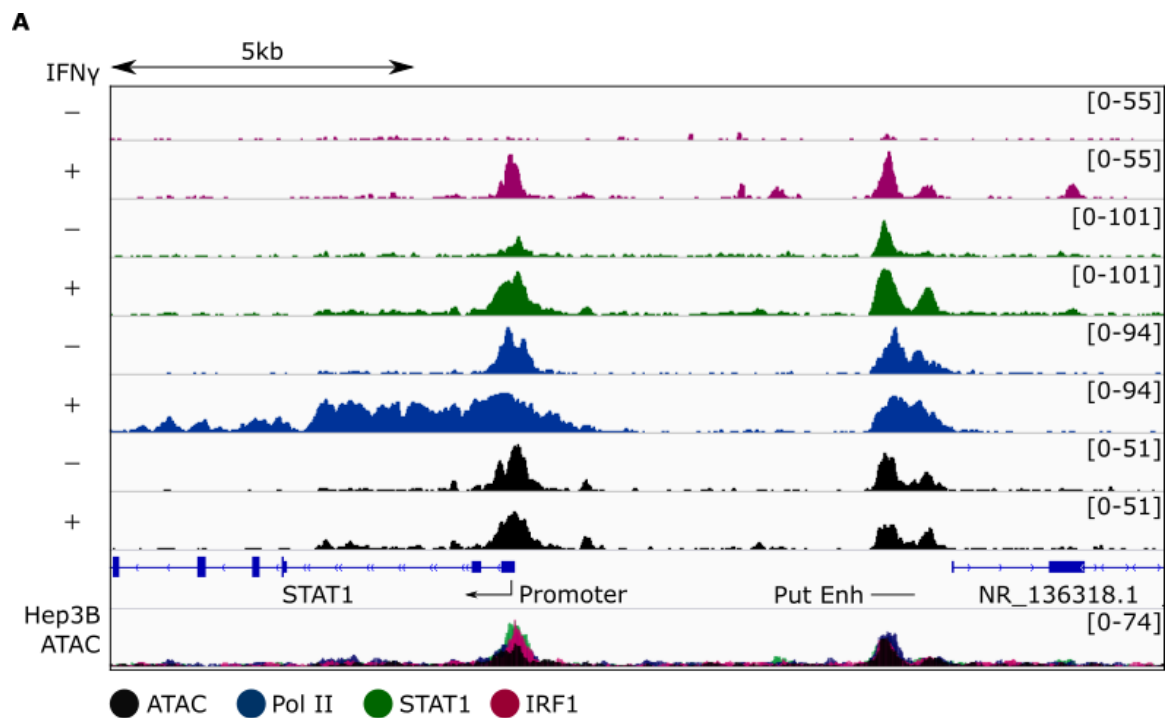 A
5kb
IFNγ
− [0-55]
+ [0-55]
− [0-101]
+ [0-101]
− [0-94]
+ [0-94]
− [0-51]
+ [0-51]
STAT1 Promoter Put Enh NR_136318.1
Hep3B
ATAC [0-74]
ATAC Pol II STAT1 IRF1